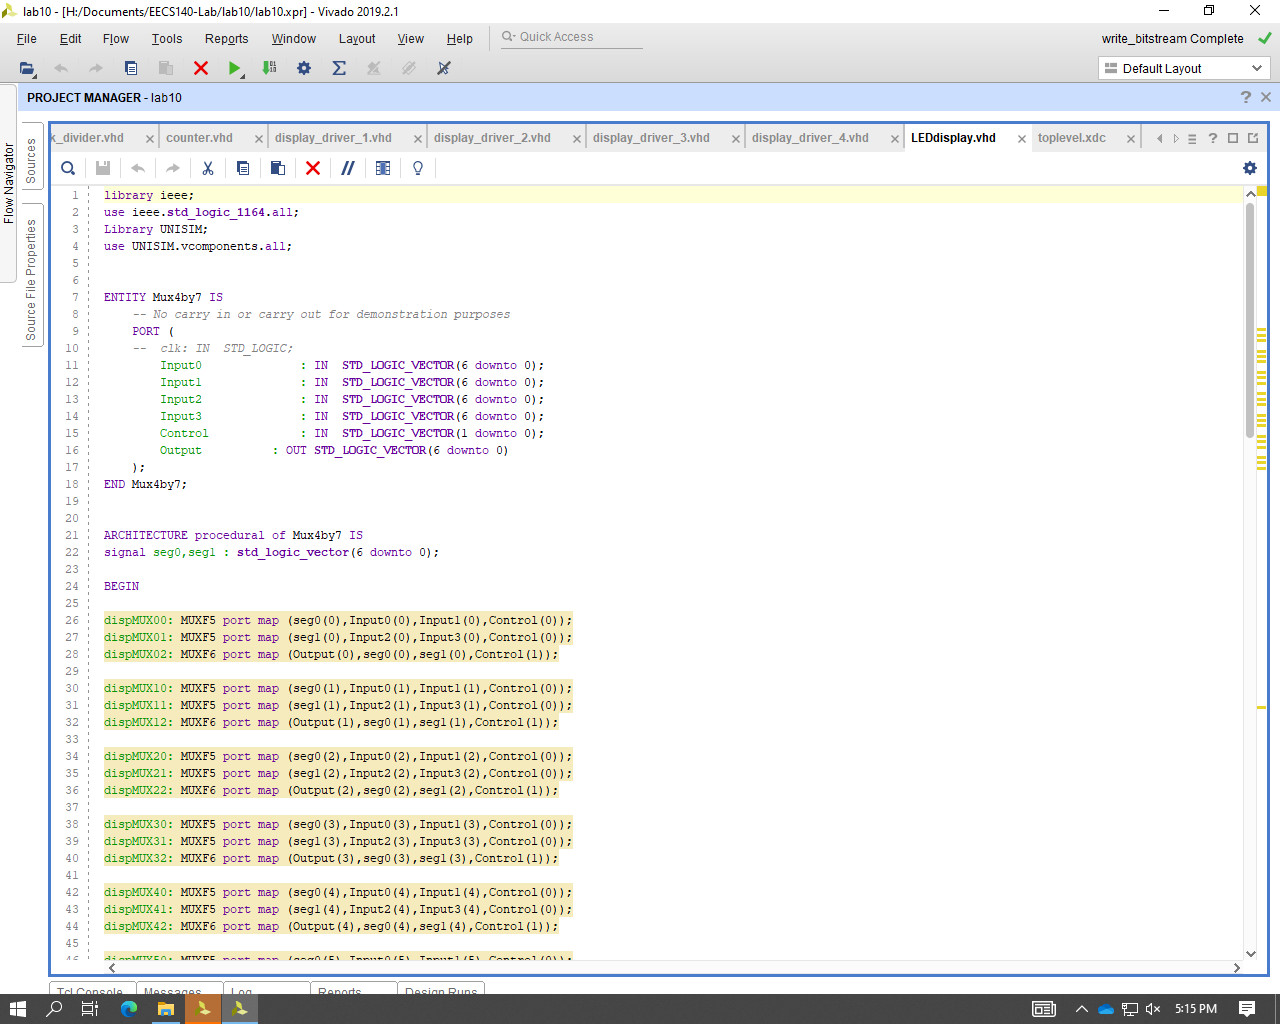 lab10 - [H:/Documents/EECS140-Lab/lab10/lab10.xpr] - Vivado 2019.2.1
File Edit Flow Tools Reports Window Layout View Help Quick Access
write_bitstream Complete
Default Layout
PROJECT MANAGER - lab10
Flow Navigator
Sources
Source File Properties
k_divider.vhd counter.vhd display_driver_1.vhd display_driver_2.vhd display_driver_3.vhd display_driver_4.vhd LEDdisplay.vhd toplevel.xdc
1 library ieee;
2 use ieee.std_logic_1164.all;
3 Library UNISIM;
4 use UNISIM.vcomponents.all;
5
6
7 ENTITY Mux4by7 IS
8 -- No carry in or carry out for demonstration purposes
9 PORT (
10 -- clk: IN STD_LOGIC;
11 Input0 : IN STD_LOGIC_VECTOR(6 downto 0);
12 Input1 : IN STD_LOGIC_VECTOR(6 downto 0);
13 Input2 : IN STD_LOGIC_VECTOR(6 downto 0);
14 Input3 : IN STD_LOGIC_VECTOR(6 downto 0);
15 Control : IN STD_LOGIC_VECTOR(1 downto 0);
16 Output : OUT STD_LOGIC_VECTOR(6 downto 0)
17 );
18 END Mux4by7;
19
20
21 ARCHITECTURE procedural of Mux4by7 IS
22 signal seg0,seg1 : std_logic_vector(6 downto 0);
23
24 BEGIN
25
26 dispMUX00: MUXF5 port map (seg0(0),Input0(0),Input1(0),Control(0));
27 dispMUX01: MUXF5 port map (seg1(0),Input2(0),Input3(0),Control(0));
28 dispMUX02: MUXF6 port map (Output(0),seg0(0),seg1(0),Control(1));
29
30 dispMUX10: MUXF5 port map (seg0(1),Input0(1),Input1(1),Control(0));
31 dispMUX11: MUXF5 port map (seg1(1),Input2(1),Input3(1),Control(0));
32 dispMUX12: MUXF6 port map (Output(1),seg0(1),seg1(1),Control(1));
33
34 dispMUX20: MUXF5 port map (seg0(2),Input0(2),Input1(2),Control(0));
35 dispMUX21: MUXF5 port map (seg1(2),Input2(2),Input3(2),Control(0));
36 dispMUX22: MUXF6 port map (Output(2),seg0(2),seg1(2),Control(1));
37
38 dispMUX30: MUXF5 port map (seg0(3),Input0(3),Input1(3),Control(0));
39 dispMUX31: MUXF5 port map (seg1(3),Input2(3),Input3(3),Control(0));
40 dispMUX32: MUXF6 port map (Output(3),seg0(3),seg1(3),Control(1));
41
42 dispMUX40: MUXF5 port map (seg0(4),Input0(4),Input1(4),Control(0));
43 dispMUX41: MUXF5 port map (seg1(4),Input2(4),Input3(4),Control(0));
44 dispMUX42: MUXF6 port map (Output(4),seg0(4),seg1(4),Control(1));
45
46 dispMUX50: MUXF5 port map (seg0(5),Input0(5),Input1(5),Control(0));
Tcl Console Messages Log Reports Design Runs
5:15 PM